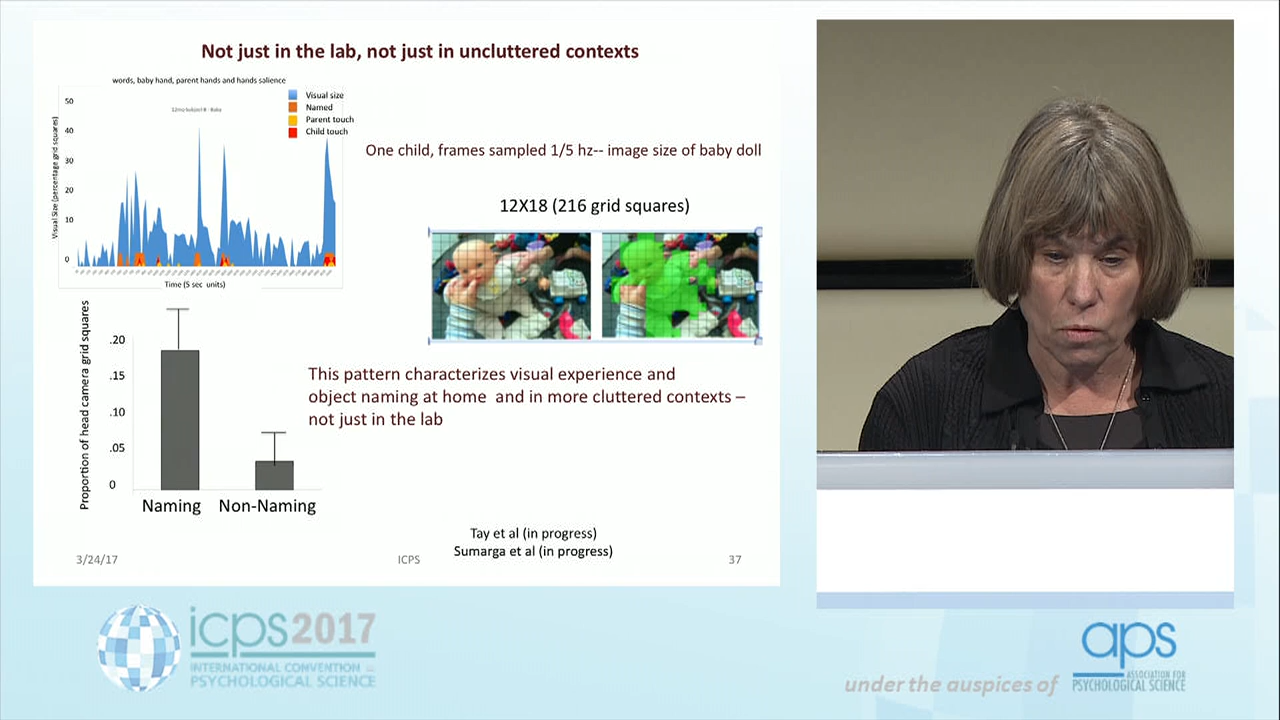 Not just in the lab, not just in uncluttered contexts
words, baby hand, parent hands and hands salience
Visual size
Named
Parent touch
Child touch
50
40
30
20
10
0
Visual Size (percentage grid squares)
Time (5 sec units)
One child, frames sampled 1/5 hz-- image size of baby doll
12X18 (216 grid squares)
Proportion of head camera grid squares
.20
.15
.10
.05
0
Naming Non-Naming
This pattern characterizes visual experience and
object naming at home and in more cluttered contexts –
not just in the lab
Tay et al (in progress)
Sumarga et al (in progress)
3/24/17 ICPS 37
icps2017
INTERNATIONAL CONVENTION
PSYCHOLOGICAL SCIENCE
under the auspices of
aps
ASSOCIATION FOR
PSYCHOLOGICAL SCIENCE